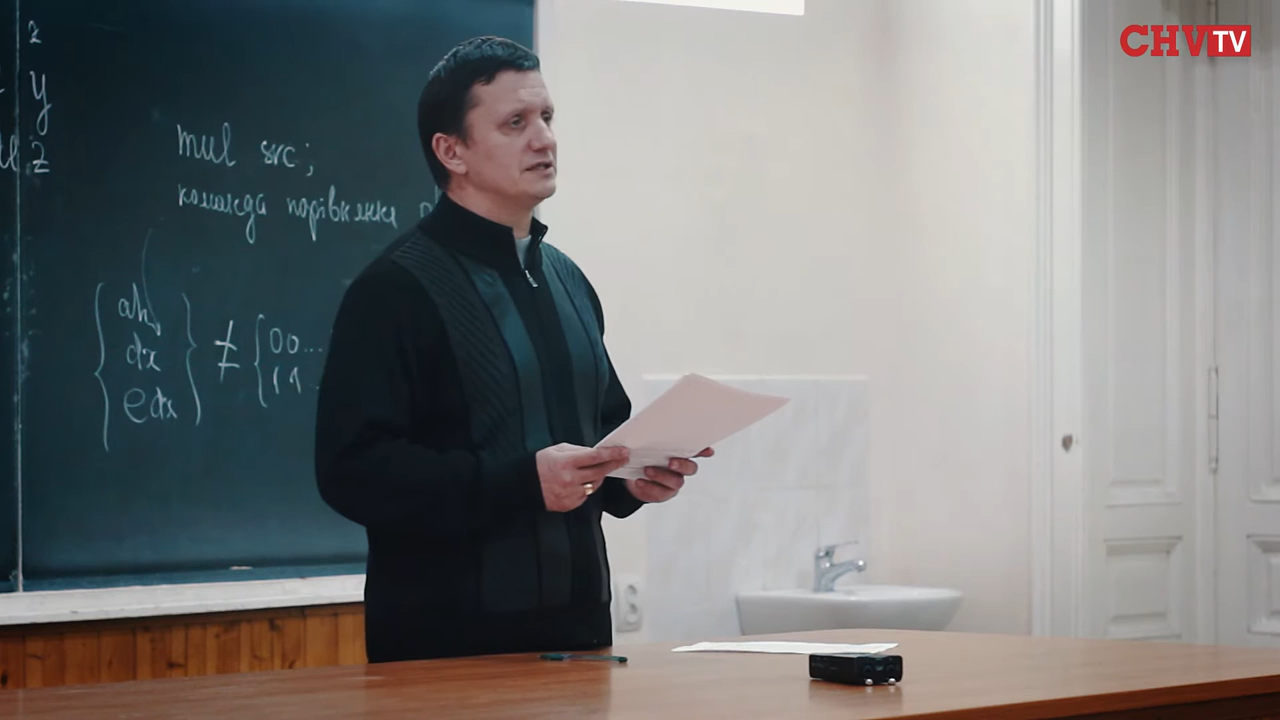 CHV TV
z
y
z
mul src;
команда порівняння
ah
dx
edx
≠
00...
11